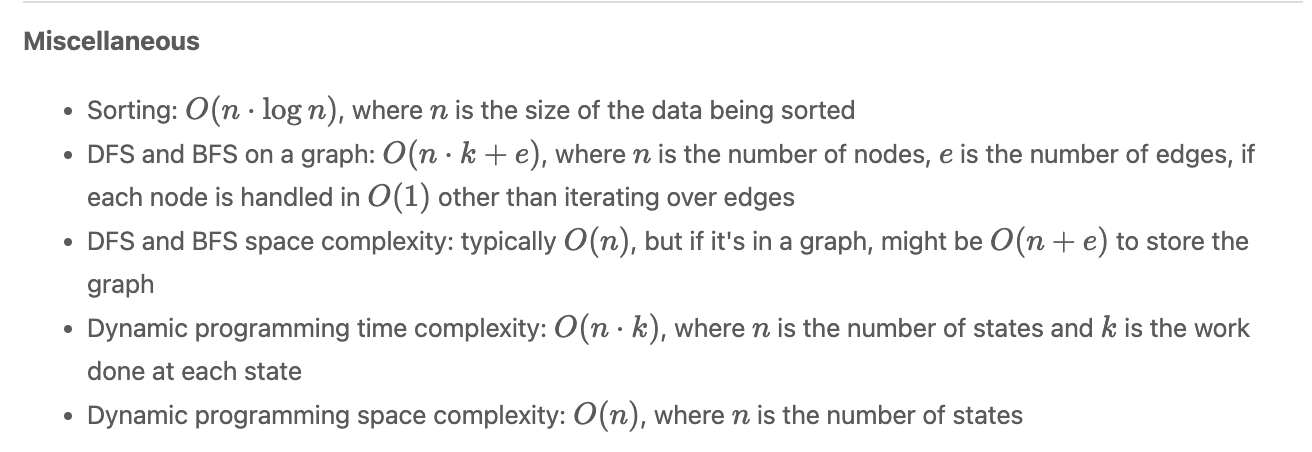 Miscellaneous
• Sorting: O(n · log n), where n is the size of the data being sorted
• DFS and BFS on a graph: O(n · k + e), where n is the number of nodes, e is the number of edges, if
each node is handled in O(1) other than iterating over edges
• DFS and BFS space complexity: typically O(n), but if it's in a graph, might be O(n + e) to store the
graph
• Dynamic programming time complexity: O(n · k), where n is the number of states and k is the work
done at each state
• Dynamic programming space complexity: O(n), where n is the number of states